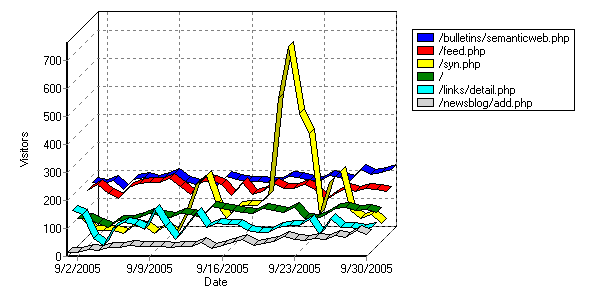 /bulletins/semanticweb.php
/feed.php
/syn.php
/
/links/detail.php
/newsblog/add.php
700
600
500
400
300
200
100
0
Visitors
9/2/2005 9/9/2005 9/16/2005 9/23/2005 9/30/2005
Date